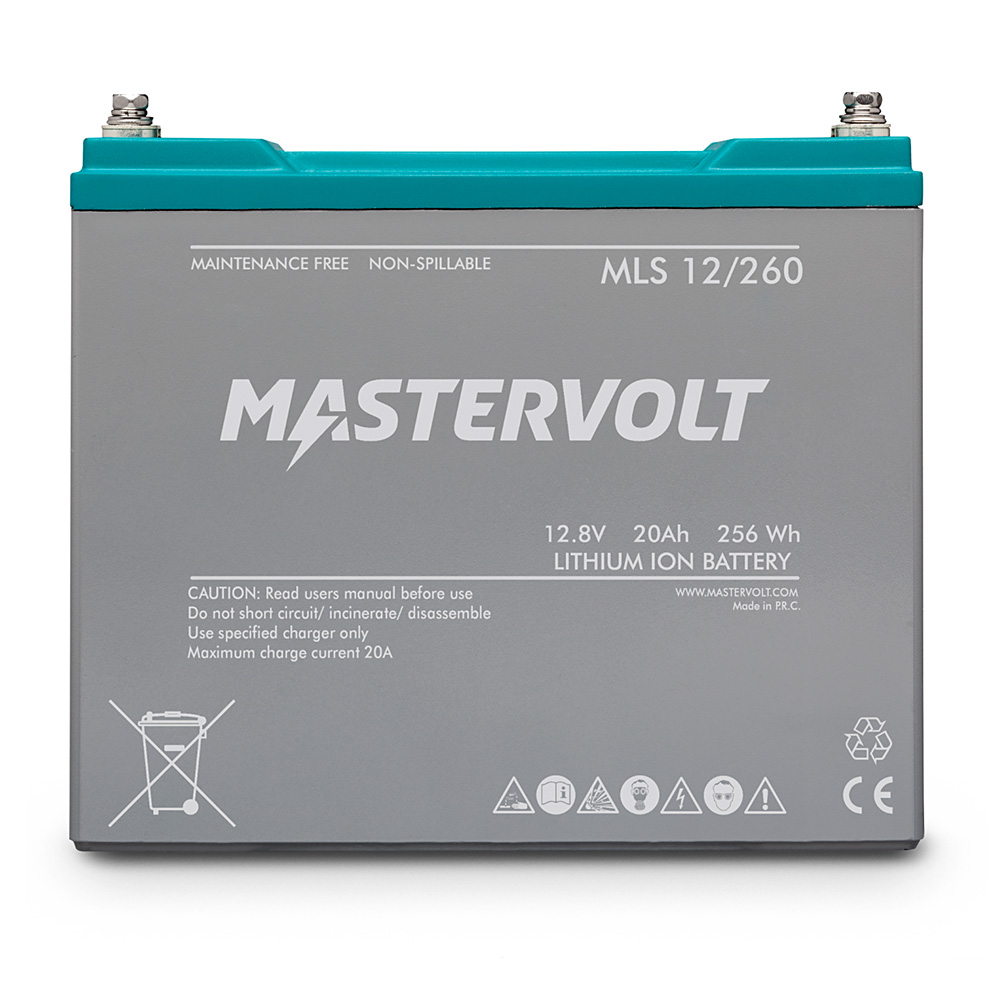 MAINTENANCE FREE NON-SPILLABLE
MLS 12/260
MASTERVOLT
12.8V 20Ah 256 Wh
LITHIUM ION BATTERY
CAUTION: Read users manual before use
Do not short circuit/ incinerate/ disassemble
Use specified charger only
Maximum charge current 20A
WWW.MASTERVOLT.COM
Made in P.R.C.
CE